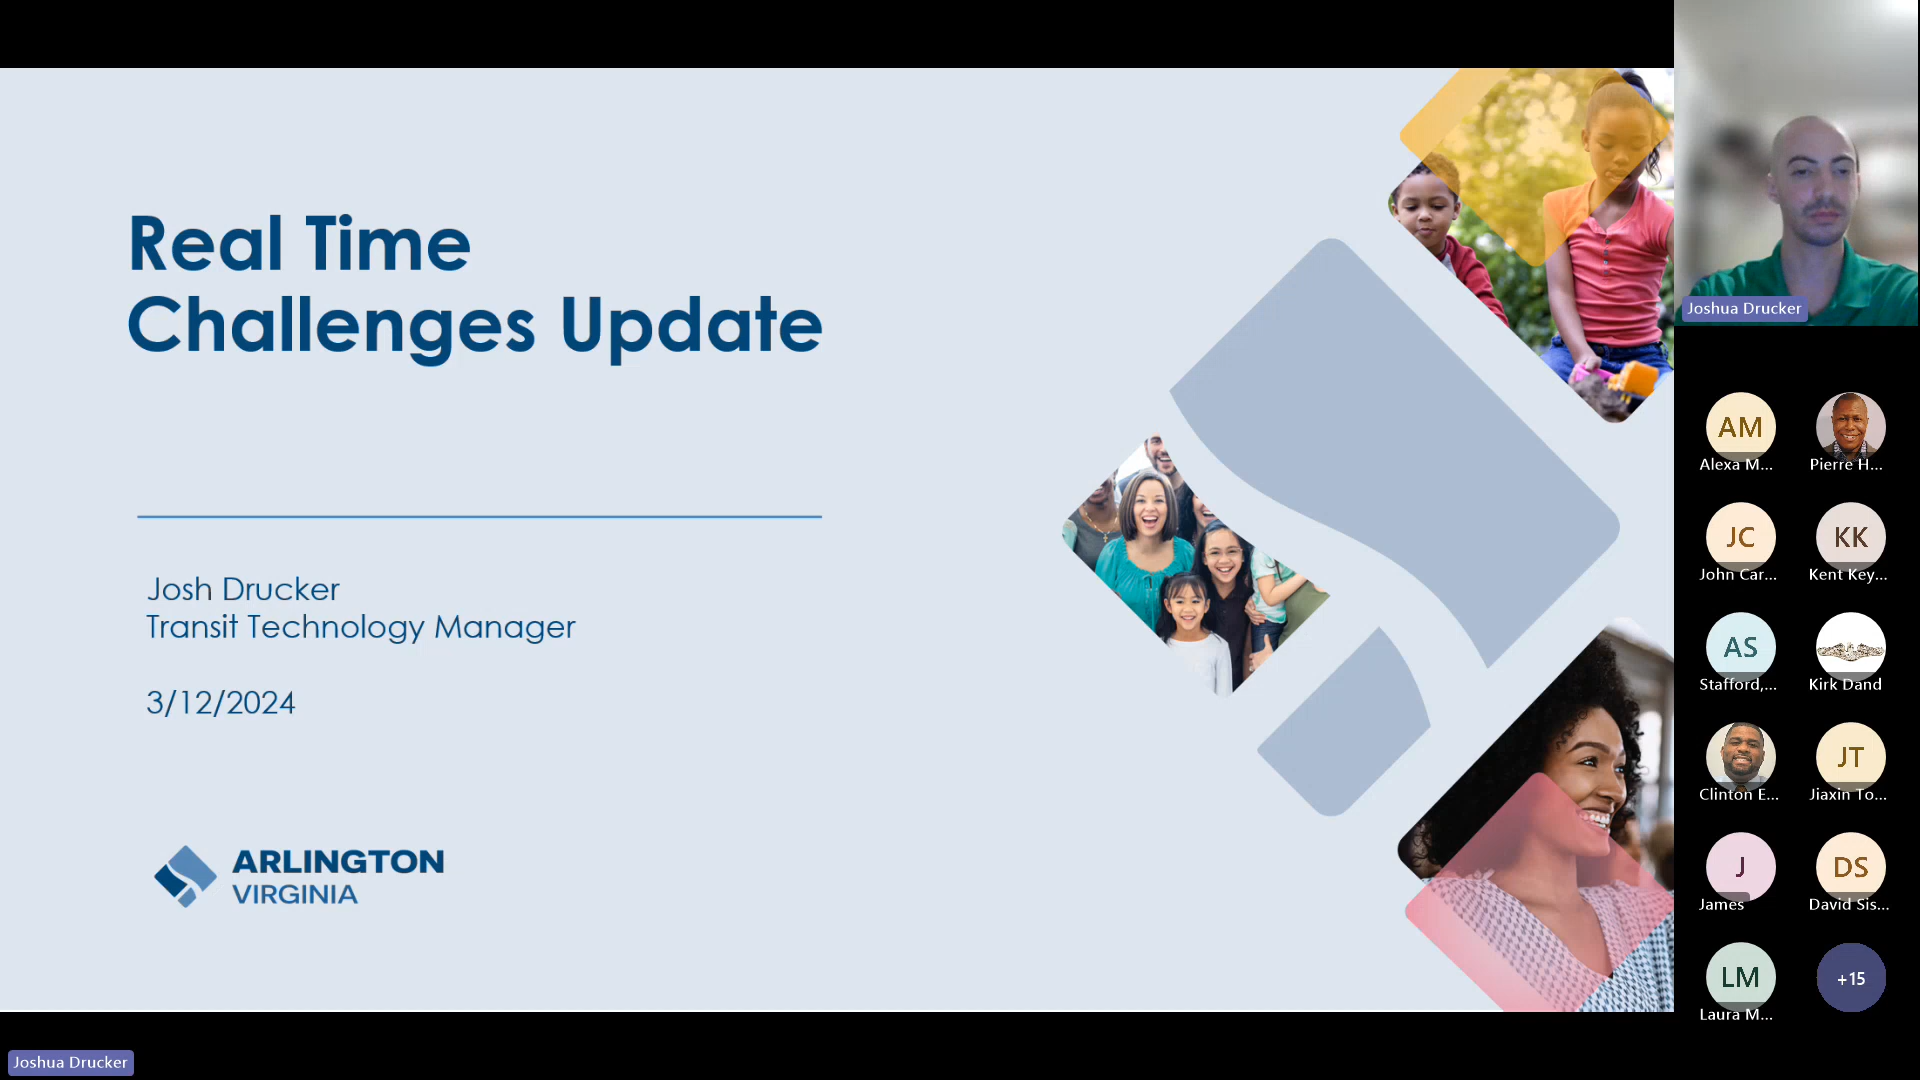 Real Time
Challenges Update
Josh Drucker
Transit Technology Manager
3/12/2024
ARLINGTON
VIRGINIA
Joshua Drucker
AM
Alexa M...
Pierre H...
JC
John Car...
KK
Kent Key...
AS
Stafford,...
Kirk Dand
Clinton E...
JT
Jiaxin To...
J
James
DS
David Sis...
LM
Laura M...
+15
Joshua Drucker